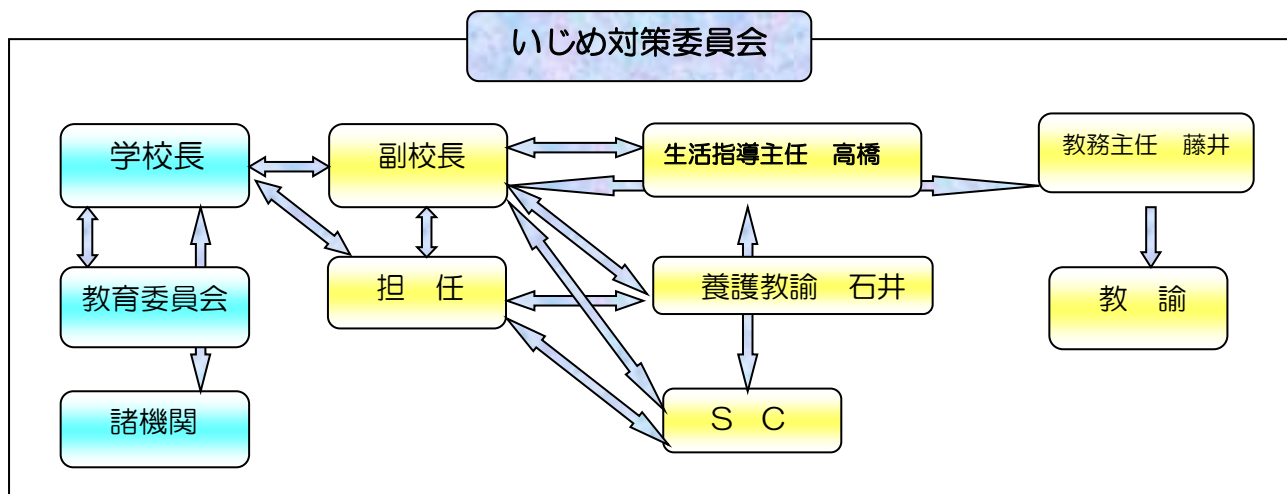 いじめ対策委員会
学校長
副校長
生活指導主任　高橋
教務主任　藤井
教育委員会
担　任
養護教諭　石井
教　諭
諸機関
Ｓ　Ｃ